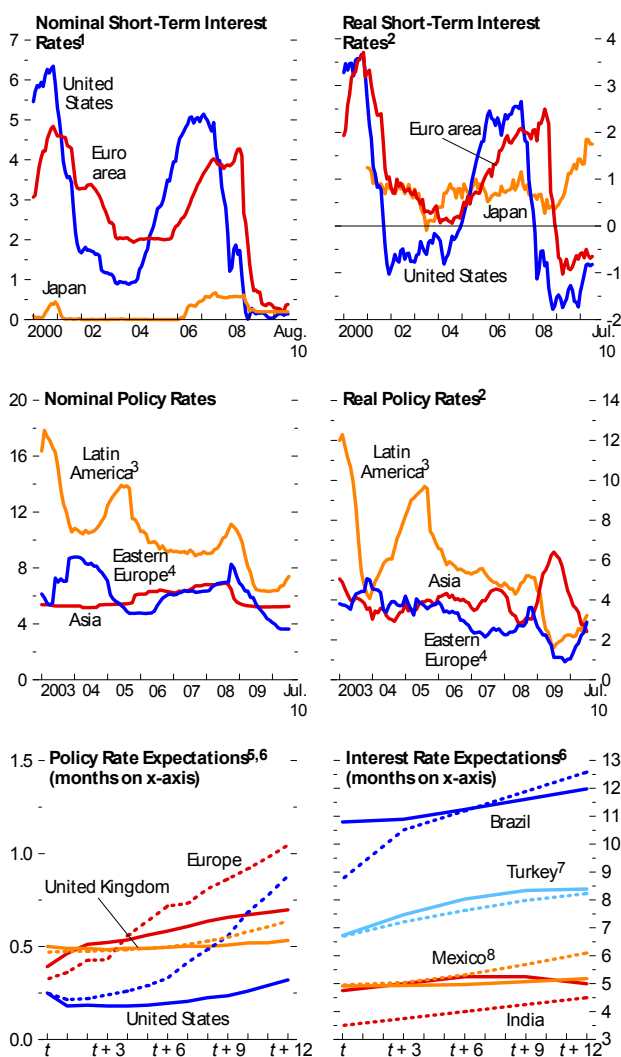 Nominal Short-Term Interest
Rates¹
7
6
5
4
3
2
1
0
United
States
Euro
area
Japan
2000 02 04 06 08 Aug.
10
Real Short-Term Interest
Rates²
4
3
2
1
0
-1
-2
Euro area
Japan
United States
2000 02 04 06 08 Jul.
10
Nominal Policy Rates
20
16
12
8
4
0
Latin
America³
Eastern
Europe⁴
Asia
2003 04 05 06 07 08 09 Jul.
10
Real Policy Rates²
14
12
10
8
6
4
2
0
Latin
America³
Asia
Eastern
Europe⁴
2003 04 05 06 07 08 09 Jul.
10
Policy Rate Expectations⁵,⁶
(months on x-axis)
1.5
1.0
0.5
0.0
Europe
United Kingdom
United States
t t + 3 t + 6 t + 9 t + 12
Interest Rate Expectations⁶
(months on x-axis)
13
12
11
10
9
8
7
6
5
4
3
Brazil
Turkey⁷
Mexico⁸
India
t t + 3 t + 6 t + 9 t + 12